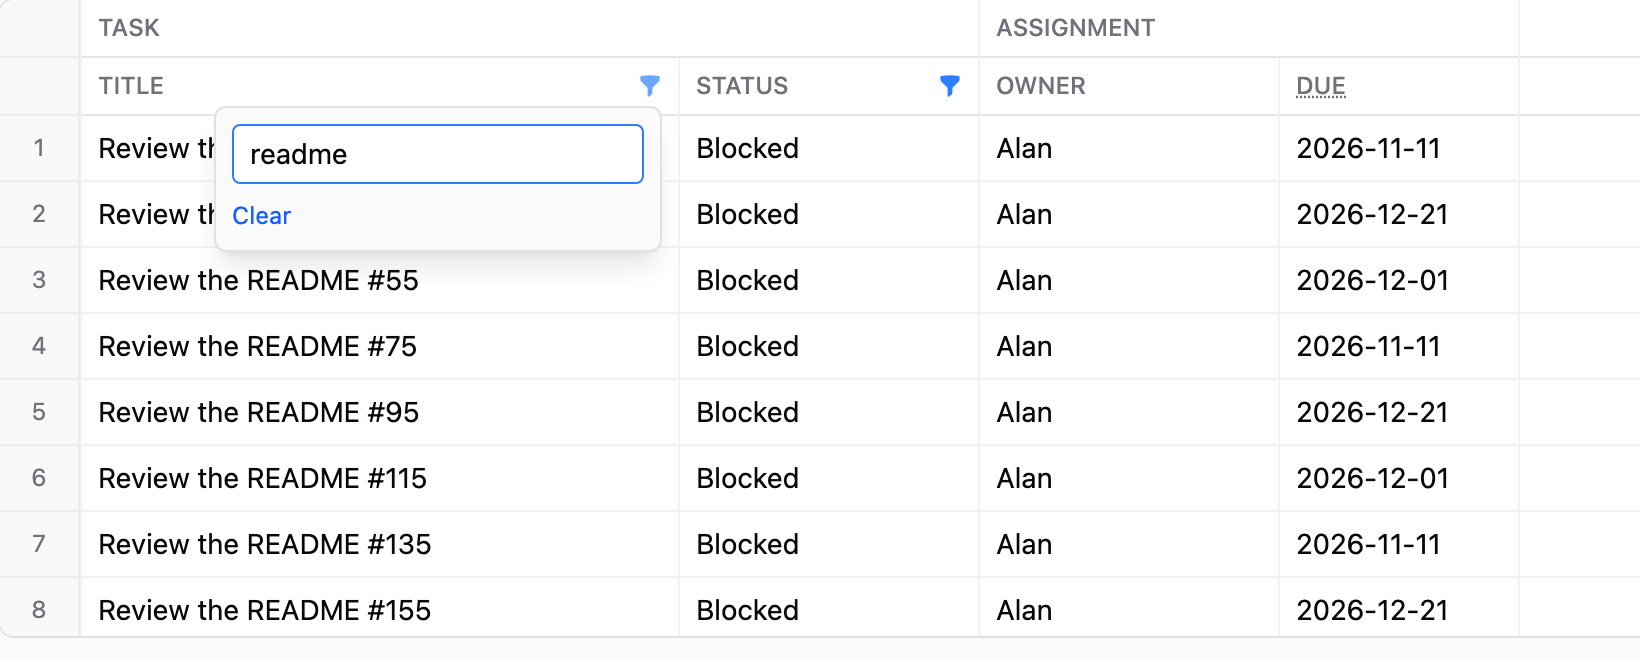 TASK ASSIGNMENT
TITLE STATUS OWNER DUE
1 Review Blocked Alan 2026-11-11
readme
2 Review Blocked Alan 2026-12-21
Clear
3 Review the README #55 Blocked Alan 2026-12-01
4 Review the README #75 Blocked Alan 2026-11-11
5 Review the README #95 Blocked Alan 2026-12-21
6 Review the README #115 Blocked Alan 2026-12-01
7 Review the README #135 Blocked Alan 2026-11-11
8 Review the README #155 Blocked Alan 2026-12-21